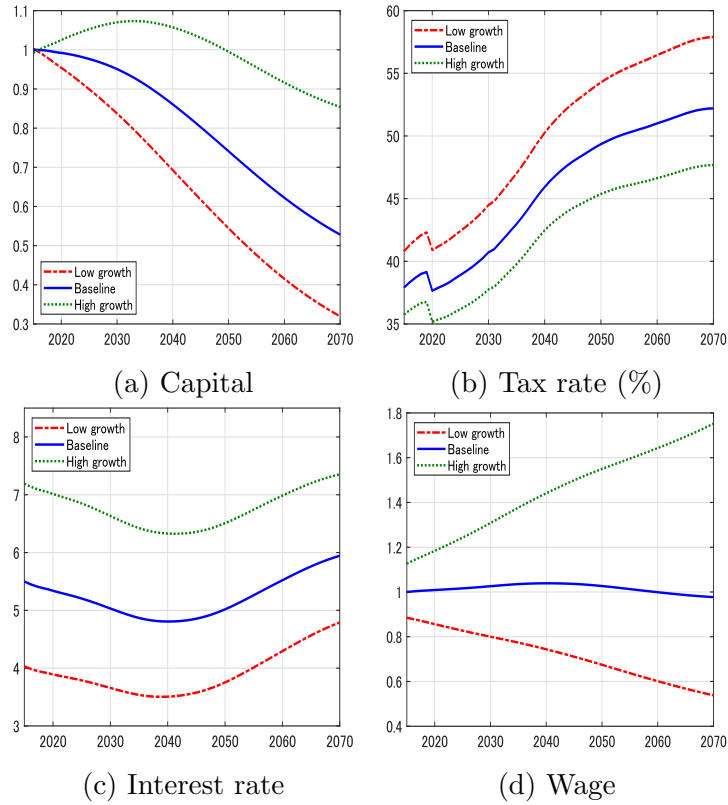 1.1
1
0.9
0.8
0.7
0.6
0.5
0.4
0.3
Low growth
Baseline
High growth
2020 2030 2040 2050 2060 2070
(a) Capital
60
55
50
45
40
35
Low growth
Baseline
High growth
2020 2030 2040 2050 2060 2070
(b) Tax rate (%)
8
7
6
5
4
3
Low growth
Baseline
High growth
2020 2030 2040 2050 2060 2070
(c) Interest rate
1.8
1.6
1.4
1.2
1
0.8
0.6
0.4
Low growth
Baseline
High growth
2020 2030 2040 2050 2060 2070
(d) Wage